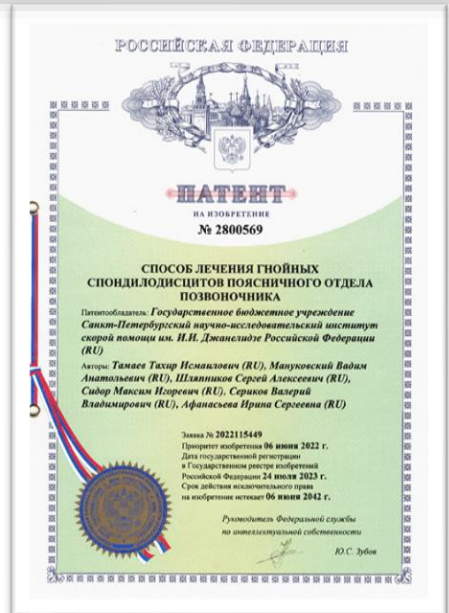 РОССИЙСКАЯ ФЕДЕРАЦИЯ
ПАТЕНТ
НА ИЗОБРЕТЕНИЕ
№ 2800569
СПОСОБ ЛЕЧЕНИЯ ГНОЙНЫХ
СПОНДИЛОДИСЦИТОВ ПОЯСНИЧНОГО ОТДЕЛА
ПОЗВОНОЧНИКА
Патентообладатель: Государственное бюджетное учреждение
Санкт-Петербургский научно-исследовательский институт
скорой помощи им. И.И. Джанелидзе Российской Федерации
(RU)
Авторы: Тамаев Тахир Исмаилович (RU), Мануковский Вадим
Анатольевич (RU), Шляпников Сергей Алексеевич (RU),
Сидор Максим Игоревич (RU), Сериков Валерий
Владимирович (RU), Афанасьева Ирина Сергеевна (RU)
Заявка № 2022115449
Приоритет изобретения 06 июня 2022 г.
Дата государственной регистрации
в Государственном реестре изобретений
Российской Федерации 24 июля 2023 г.
Срок действия исключительного права
на изобретение истекает 06 июня 2042 г.
Руководитель Федеральной службы
по интеллектуальной собственности
Ю.С. Зубов